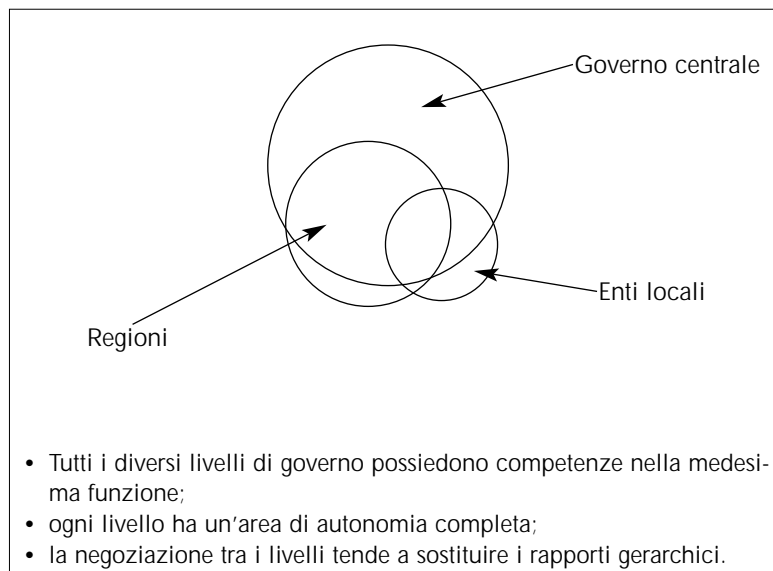 Governo centrale
Enti locali
Regioni
• Tutti i diversi livelli di governo possiedono competenze nella medesi-
ma funzione;
• ogni livello ha un'area di autonomia completa;
• la negoziazione tra i livelli tende a sostituire i rapporti gerarchici.